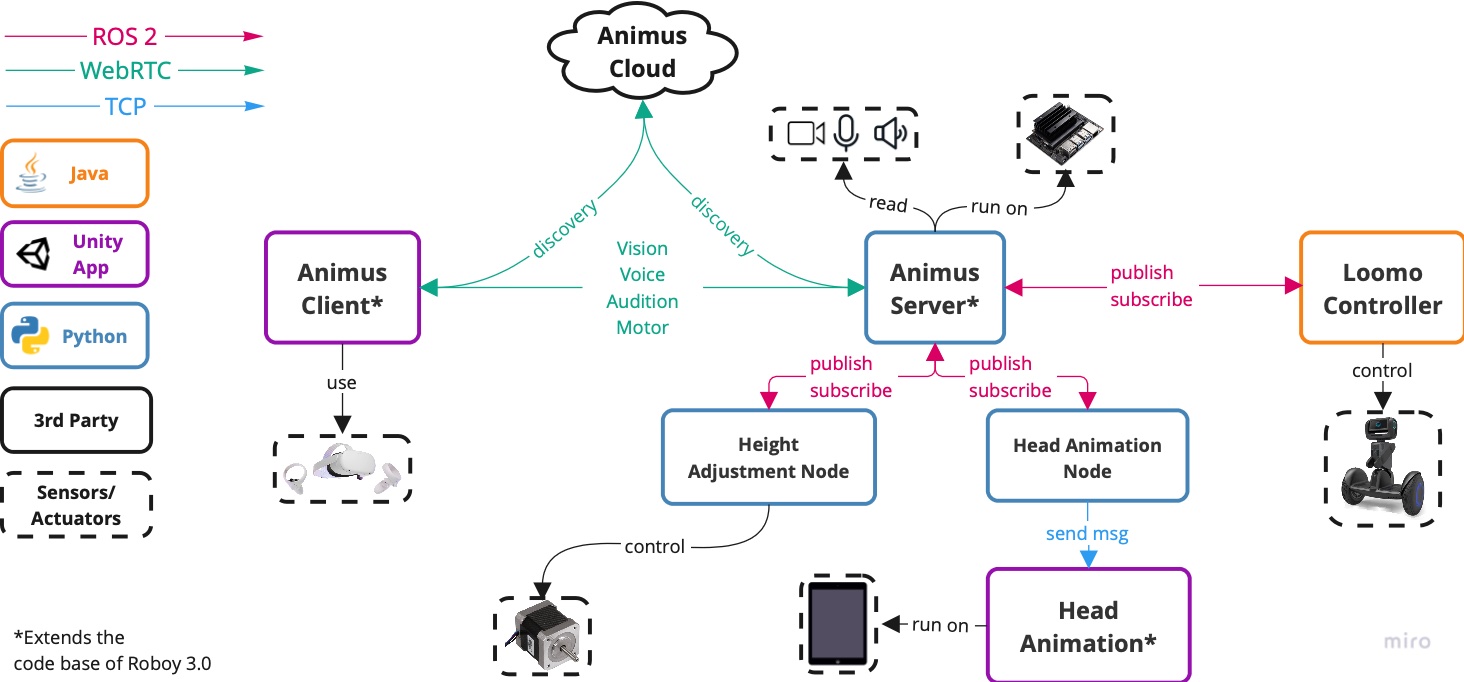 ROS 2
WebRTC
TCP
Java
Unity
App
Python
3rd Party
Sensors/
Actuators
*Extends the
code base of Roboy 3.0
Animus
Cloud
discovery
discovery
Animus
Client*
Vision
Voice
Audition
Motor
read
run on
Animus
Server*
publish
subscribe
Loomo
Controller
use
publish
subscribe
publish
subscribe
control
Height
Adjustment Node
Head Animation
Node
control
send msg
Head
Animation*
run on
miro